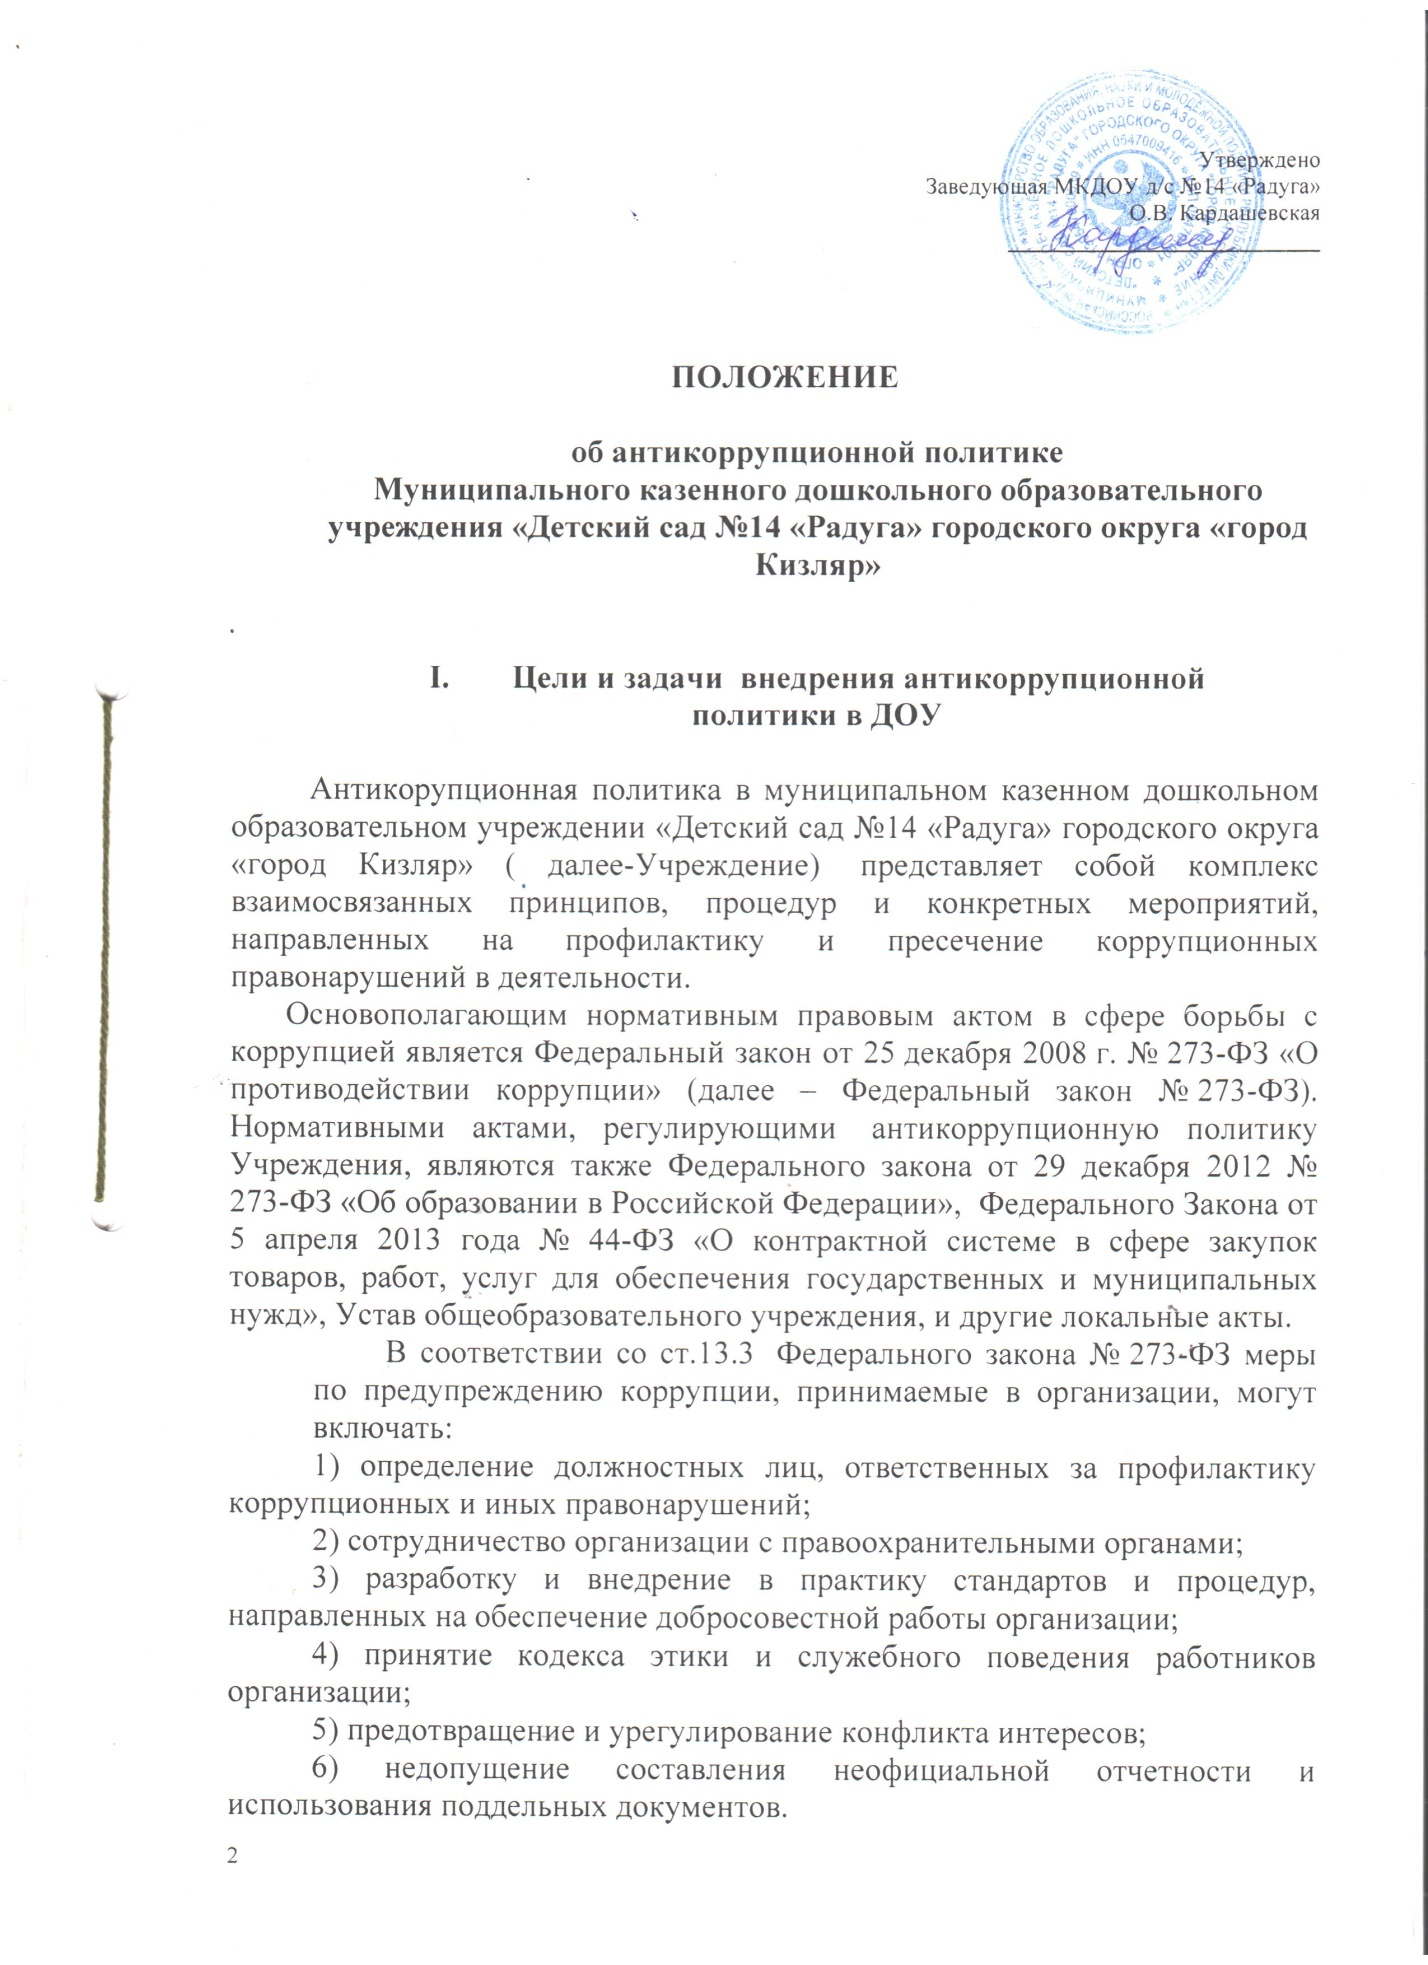 Утверждено
Заведующая МКДОУ д/с №14 «Радуга»
О.В. Кардашевская
ПОЛОЖЕНИЕ
об антикоррупционной политике
Муниципального казенного дошкольного образовательного
учреждения «Детский сад №14 «Радуга» городского округа «город
Кизляр»
I. Цели и задачи внедрения антикоррупционной
политики в ДОУ
Антикорупционная политика в муниципальном казенном дошкольном
образовательном учреждении «Детский сад №14 «Радуга» городского округа
«город Кизляр» ( далее-Учреждение) представляет собой комплекс
взаимосвязанных принципов, процедур и конкретных мероприятий,
направленных на профилактику и пресечение коррупционных
правонарушений в деятельности.
Основополагающим нормативным правовым актом в сфере борьбы с
коррупцией является Федеральный закон от 25 декабря 2008 г. № 273-ФЗ «О
противодействии коррупции» (далее – Федеральный закон № 273-ФЗ).
Нормативными актами, регулирующими антикоррупционную политику
Учреждения, являются также Федерального закона от 29 декабря 2012 №
273-ФЗ «Об образовании в Российской Федерации», Федерального Закона от
5 апреля 2013 года № 44-ФЗ «О контрактной системе в сфере закупок
товаров, работ, услуг для обеспечения государственных и муниципальных
нужд», Устав общеобразовательного учреждения, и другие локальные акты.
В соответствии со ст.13.3 Федерального закона № 273-ФЗ меры
по предупреждению коррупции, принимаемые в организации, могут
включать:
1) определение должностных лиц, ответственных за профилактику
коррупционных и иных правонарушений;
2) сотрудничество организации с правоохранительными органами;
3) разработку и внедрение в практику стандартов и процедур,
направленных на обеспечение добросовестной работы организации;
4) принятие кодекса этики и служебного поведения работников
организации;
5) предотвращение и урегулирование конфликта интересов;
6) недопущение составления неофициальной отчетности и
использования поддельных документов.
2